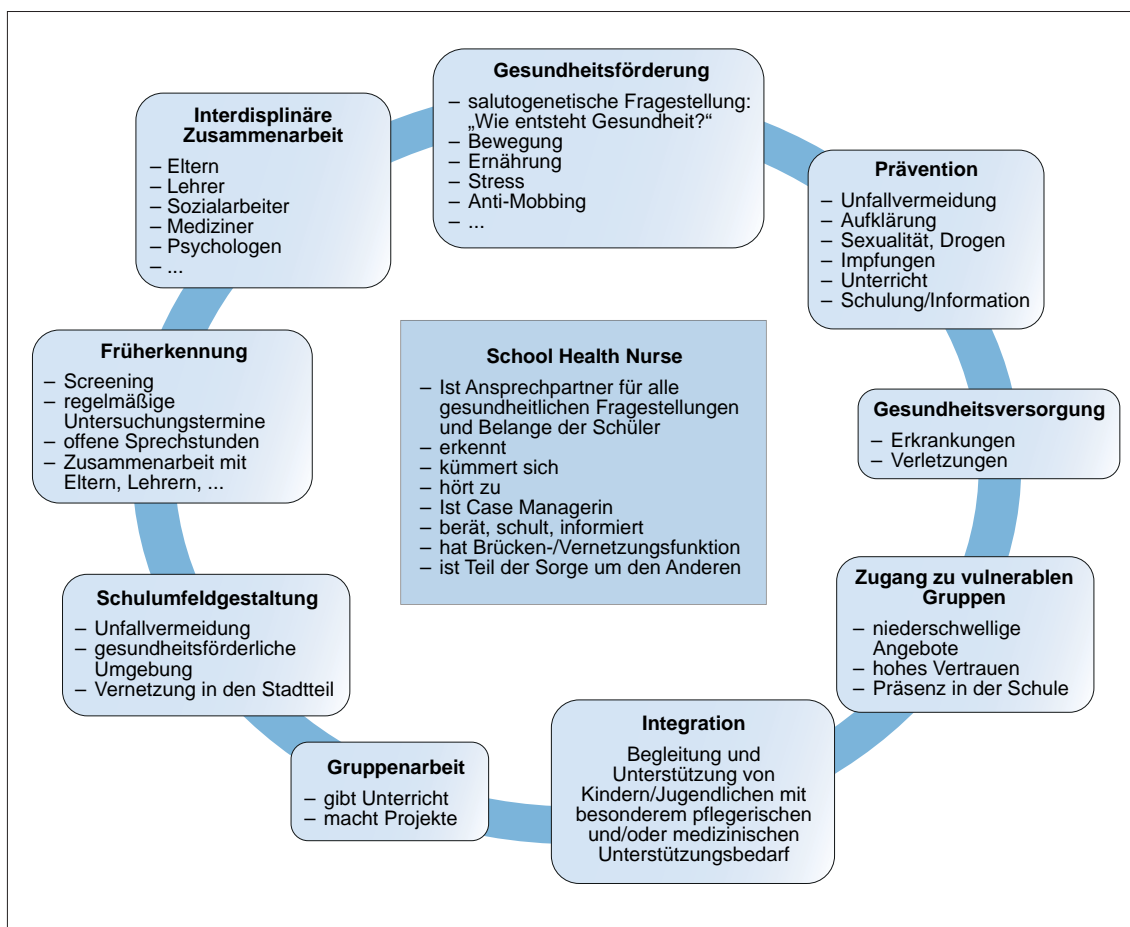 Gesundheitsförderung
– salutogenetische Fragestellung:
„Wie entsteht Gesundheit?“
– Bewegung
– Ernährung
– Stress
– Anti-Mobbing
– ...
Prävention
– Unfallvermeidung
– Aufklärung
– Sexualität, Drogen
– Impfungen
– Unterricht
– Schulung/Information
Gesundheitsversorgung
– Erkrankungen
– Verletzungen
Zugang zu vulnerablen
Gruppen
– niederschwellige
Angebote
– hohes Vertrauen
– Präsenz in der Schule
Integration
Begleitung und
Unterstützung von
Kindern/Jugendlichen mit
besonderem pflegerischen
und/oder medizinischen
Unterstützungsbedarf
Gruppenarbeit
– gibt Unterricht
– macht Projekte
Schulumfeldgestaltung
– Unfallvermeidung
– gesundheitsförderliche
Umgebung
– Vernetzung in den Stadtteil
Früherkennung
– Screening
– regelmäßige
Untersuchungstermine
– offene Sprechstunden
– Zusammenarbeit mit
Eltern, Lehrern, ...
Interdisplinäre
Zusammenarbeit
– Eltern
– Lehrer
– Sozialarbeiter
– Mediziner
– Psychologen
– ...
School Health Nurse
– Ist Ansprechpartner für alle
gesundheitlichen Fragestellungen
und Belange der Schüler
– erkennt
– kümmert sich
– hört zu
– Ist Case Managerin
– berät, schult, informiert
– hat Brücken-/Vernetzungsfunktion
– ist Teil der Sorge um den Anderen